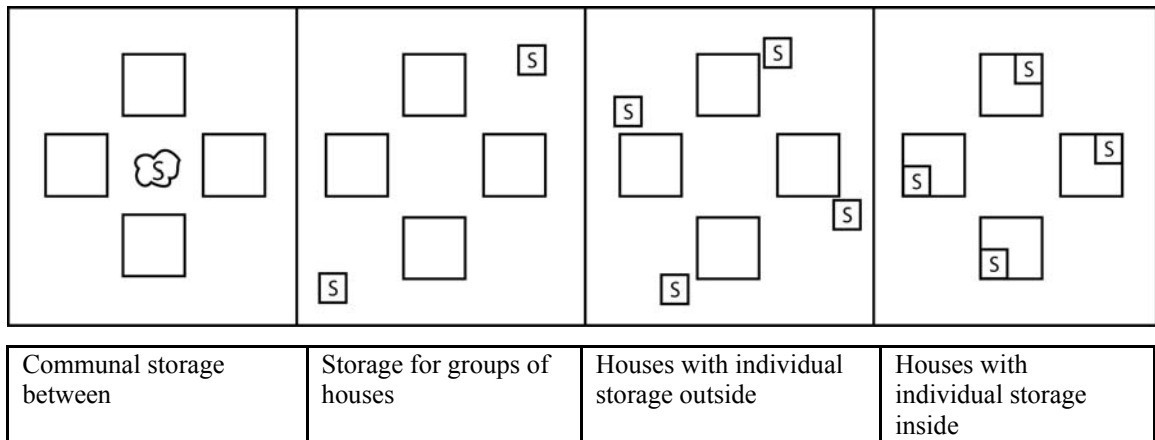 S
S
S
S
S
S
S
S
S
S
S
Communal storage
between
Storage for groups of
houses
Houses with individual
storage outside
Houses with
individual storage
inside